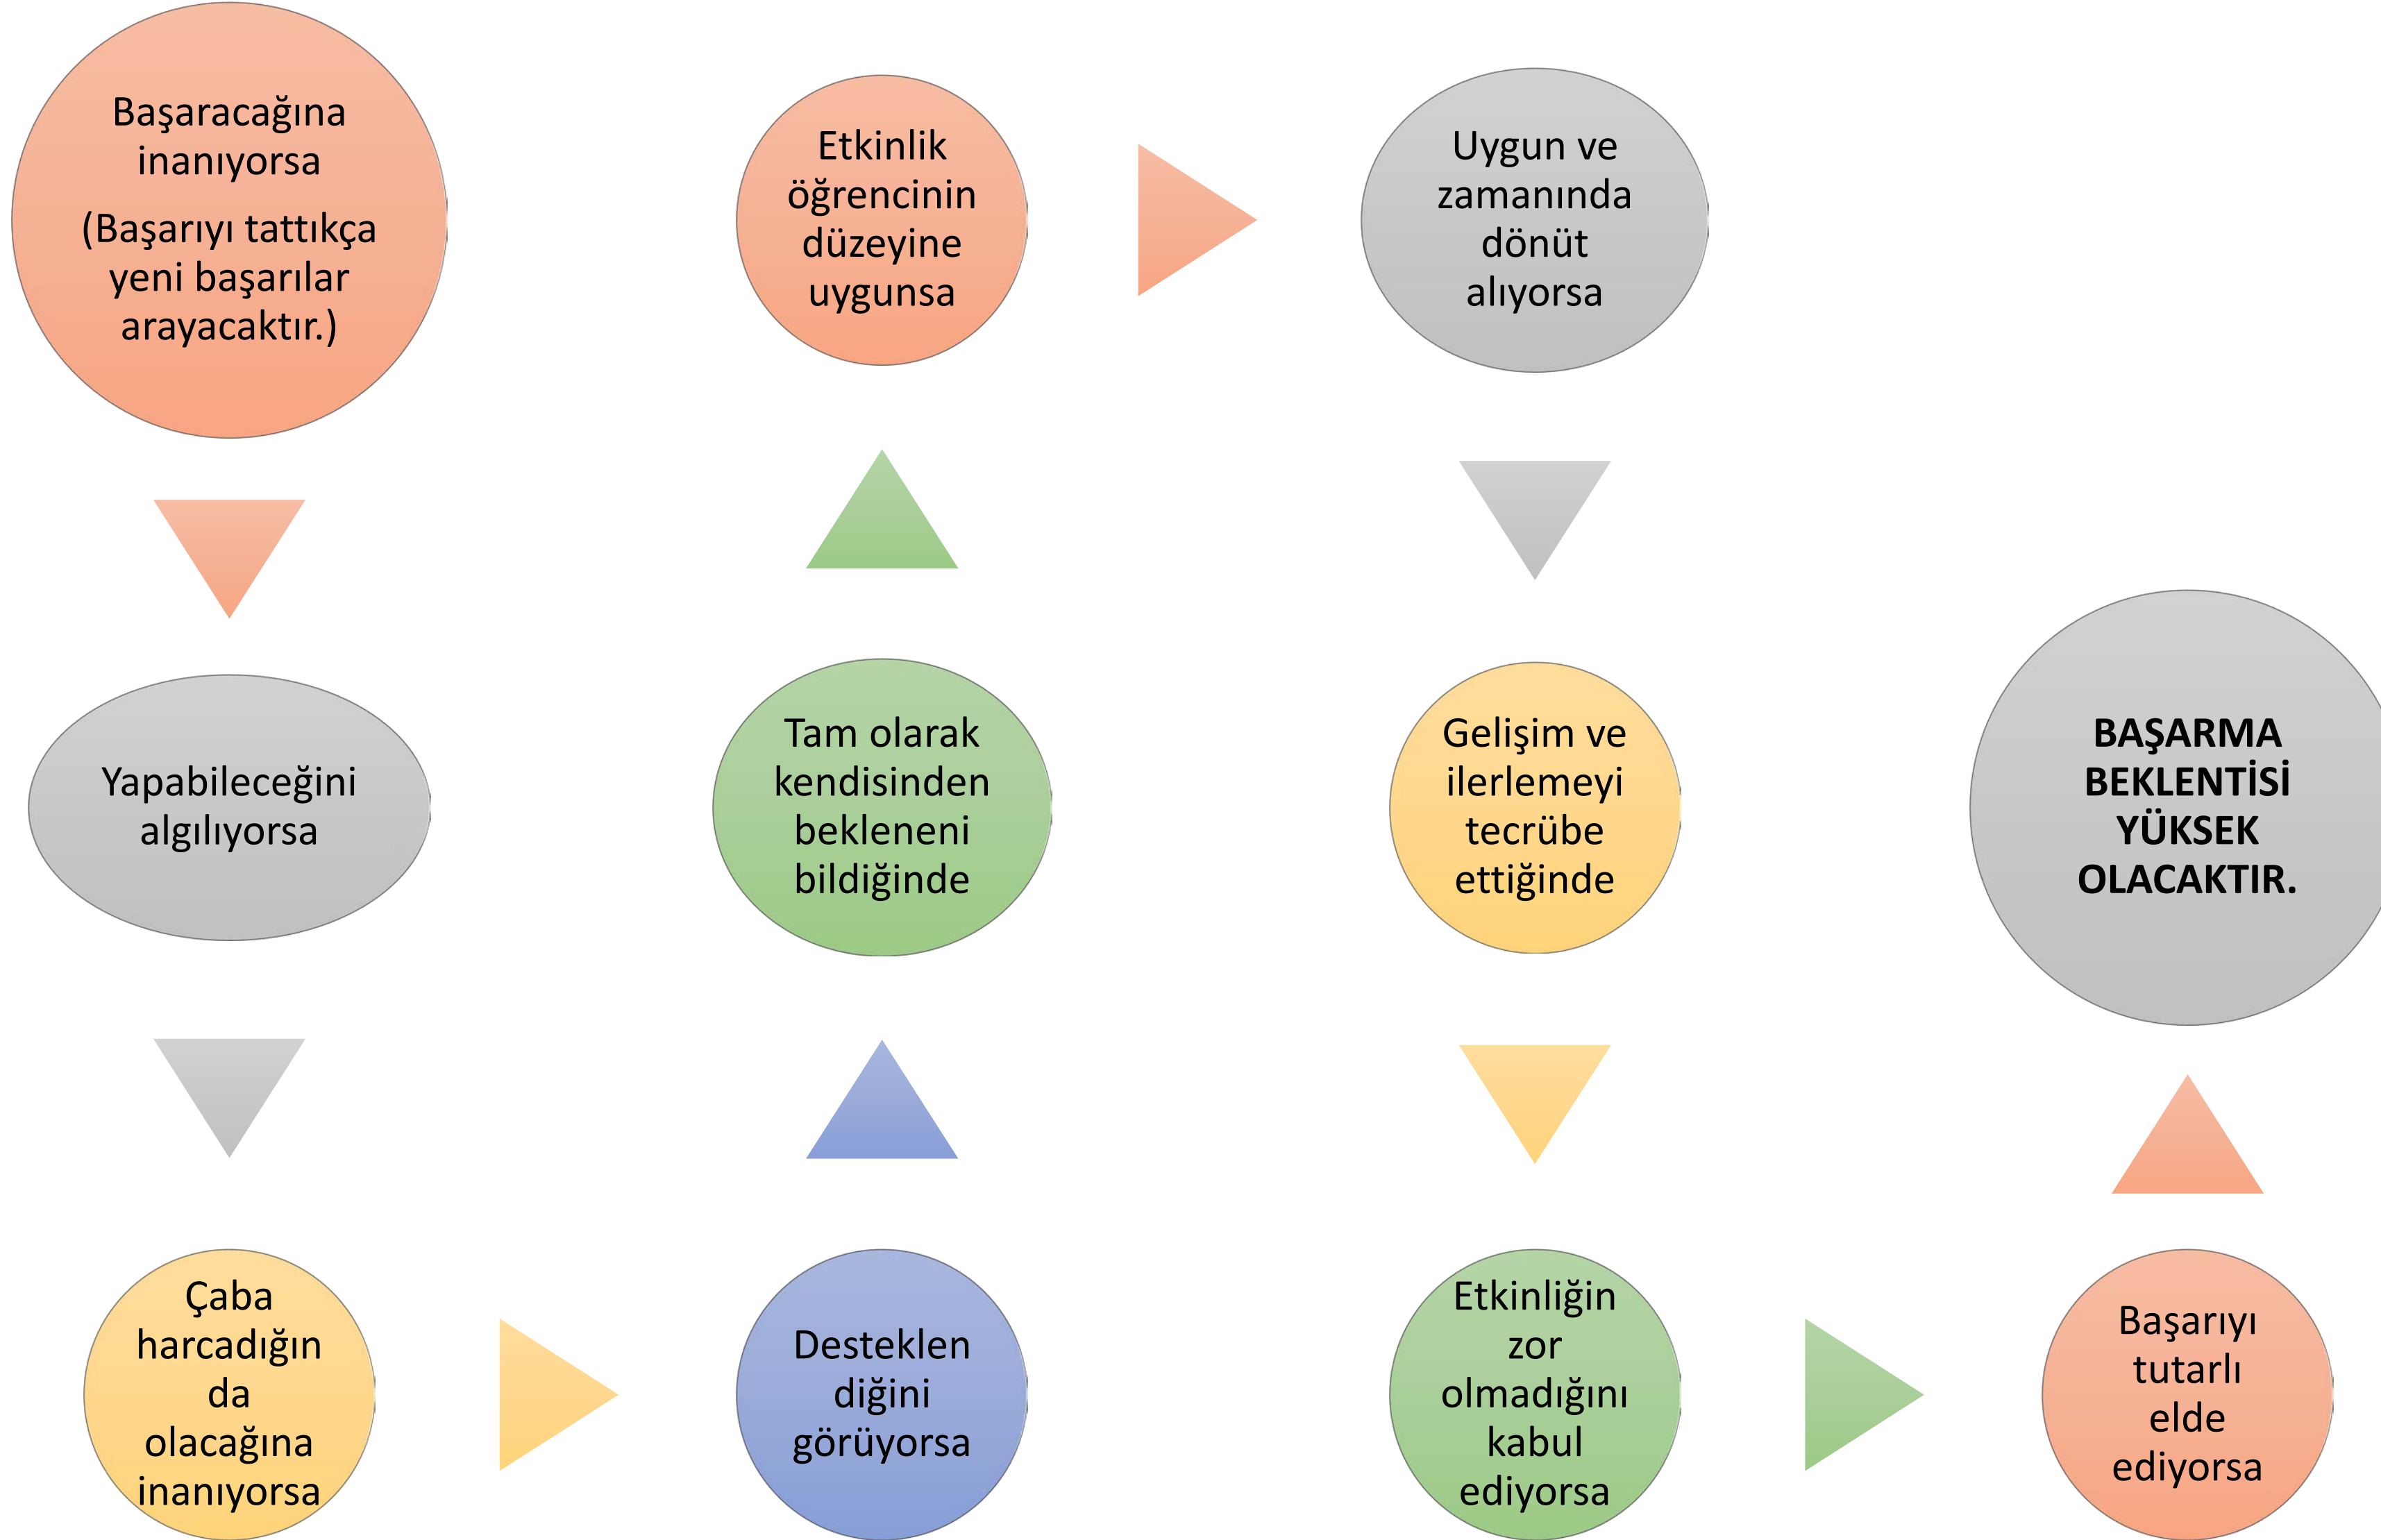 Başaracağına
inanıyorsa
(Başarıyı tattıkça
yeni başarılar
arayacaktır.)
Yapabileceğini
algılıyorsa
Çaba
harcadığın
da
olacağına
inanıyorsa
Desteklen
diğini
görüyorsa
Tam olarak
kendisinden
bekleneni
bildiğinde
Etkinlik
öğrencinin
düzeyine
uygunsa
Uygun ve
zamanında
dönüt
alıyorsa
Gelişim ve
ilerlemeyi
tecrübe
ettiğinde
Etkinliğin
zor
olmadığını
kabul
ediyorsa
Başarıyı
tutarlı
elde
ediyorsa
BAŞARMA
BEKLENTİSİ
YÜKSEK
OLACAKTIR.